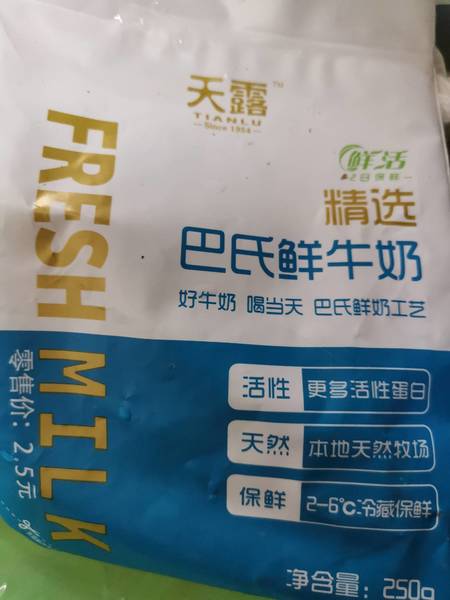 天露™
TIANLU
Since 1954
鲜活
精选
巴氏鲜牛奶
好牛奶 喝当天 巴氏鲜奶工艺
FRESH MILK
零售价：2.5元
活性 更多活性蛋白
天然 本地天然牧场
保鲜 2-6℃冷藏保鲜
净含量：250g